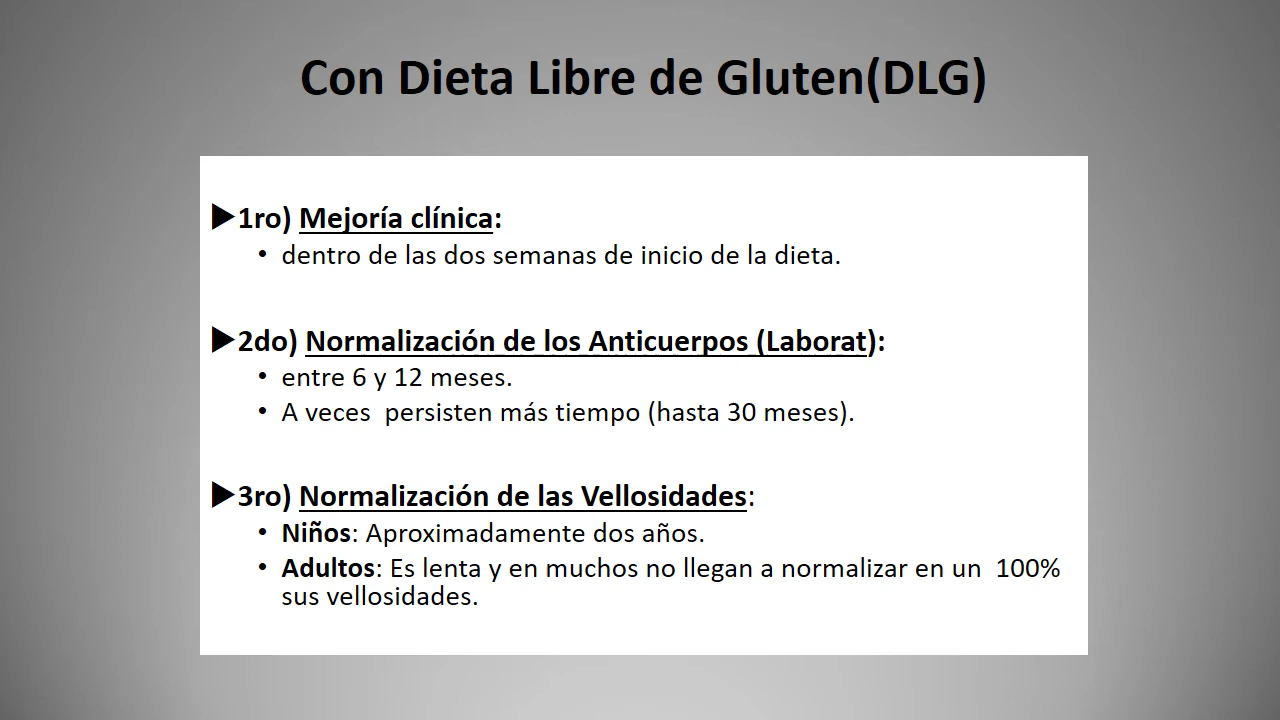 Con Dieta Libre de Gluten(DLG)
▶1ro) Mejoría clínica:
• dentro de las dos semanas de inicio de la dieta.
▶2do) Normalización de los Anticuerpos (Laborat):
• entre 6 y 12 meses.
• A veces  persisten más tiempo (hasta 30 meses).
▶3ro) Normalización de las Vellosidades:
• Niños: Aproximadamente dos años.
• Adultos: Es lenta y en muchos no llegan a normalizar en un  100%
sus vellosidades.